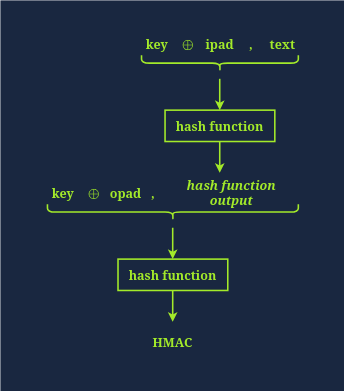 key ⊕ ipad , text
hash function
hash function
key ⊕ opad , output
hash function
HMAC